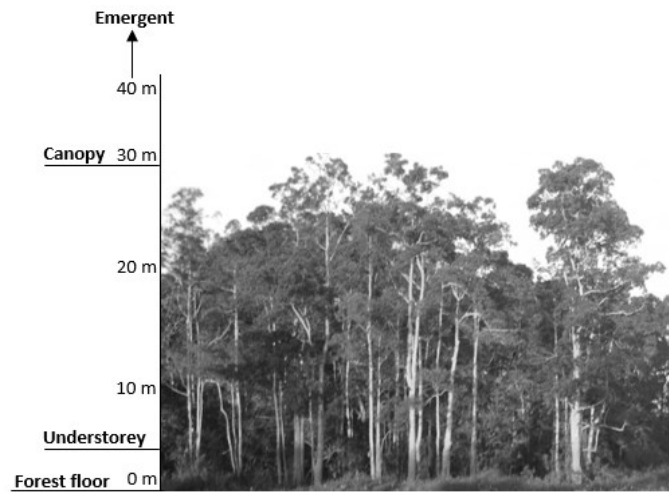 Emergent
40 m
Canopy 30 m
20 m
10 m
Understorey
Forest floor 0 m